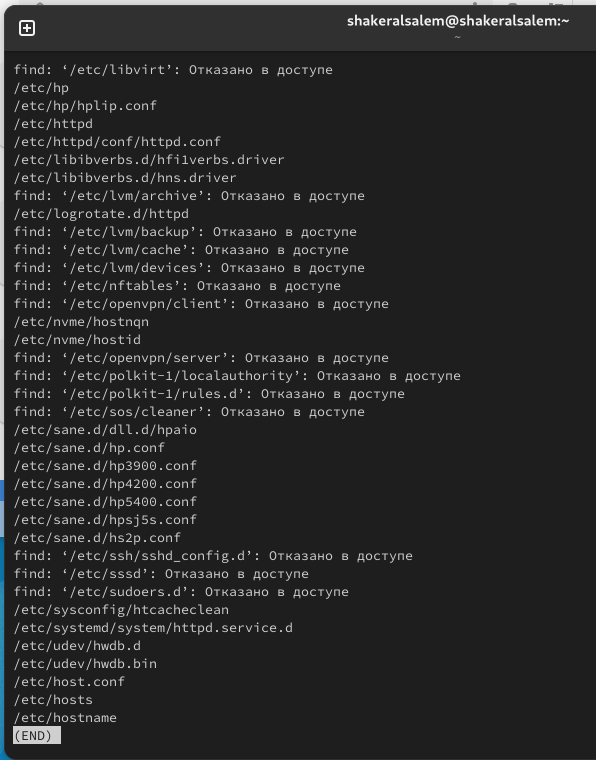 shakeralsalem@shakeralsalem:~
~
find: ‘/etc/libvirt’: Отказано в доступе
/etc/hp
/etc/hp/hplip.conf
/etc/httpd
/etc/httpd/conf/httpd.conf
/etc/libibverbs.d/hfi1verbs.driver
/etc/libibverbs.d/hns.driver
find: ‘/etc/lvm/archive’: Отказано в доступе
/etc/logrotate.d/httpd
find: ‘/etc/lvm/backup’: Отказано в доступе
find: ‘/etc/lvm/cache’: Отказано в доступе
find: ‘/etc/lvm/devices’: Отказано в доступе
find: ‘/etc/nftables’: Отказано в доступе
find: ‘/etc/openvpn/client’: Отказано в доступе
/etc/nvme/hostnqn
/etc/nvme/hostid
find: ‘/etc/openvpn/server’: Отказано в доступе
find: ‘/etc/polkit-1/localauthority’: Отказано в доступе
find: ‘/etc/polkit-1/rules.d’: Отказано в доступе
find: ‘/etc/sos/cleaner’: Отказано в доступе
/etc/sane.d/dll.d/hpaio
/etc/sane.d/hp.conf
/etc/sane.d/hp3900.conf
/etc/sane.d/hp4200.conf
/etc/sane.d/hp5400.conf
/etc/sane.d/hpsj5s.conf
/etc/sane.d/hs2p.conf
find: ‘/etc/ssh/sshd_config.d’: Отказано в доступе
find: ‘/etc/sssd’: Отказано в доступе
find: ‘/etc/sudoers.d’: Отказано в доступе
/etc/sysconfig/htcacheclean
/etc/systemd/system/httpd.service.d
/etc/udev/hwdb.d
/etc/udev/hwdb.bin
/etc/host.conf
/etc/hosts
/etc/hostname
(END)